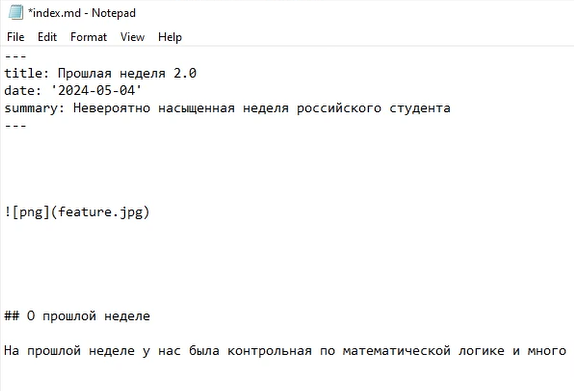 *index.md - Notepad
File Edit Format View Help
---
title: Прошлая неделя 2.0
date: '2024-05-04'
summary: Невероятно насыщенная неделя российского студента
---
![png](feature.jpg)
## О прошлой неделе
На прошлой неделе у нас была контрольная по математической логике и много